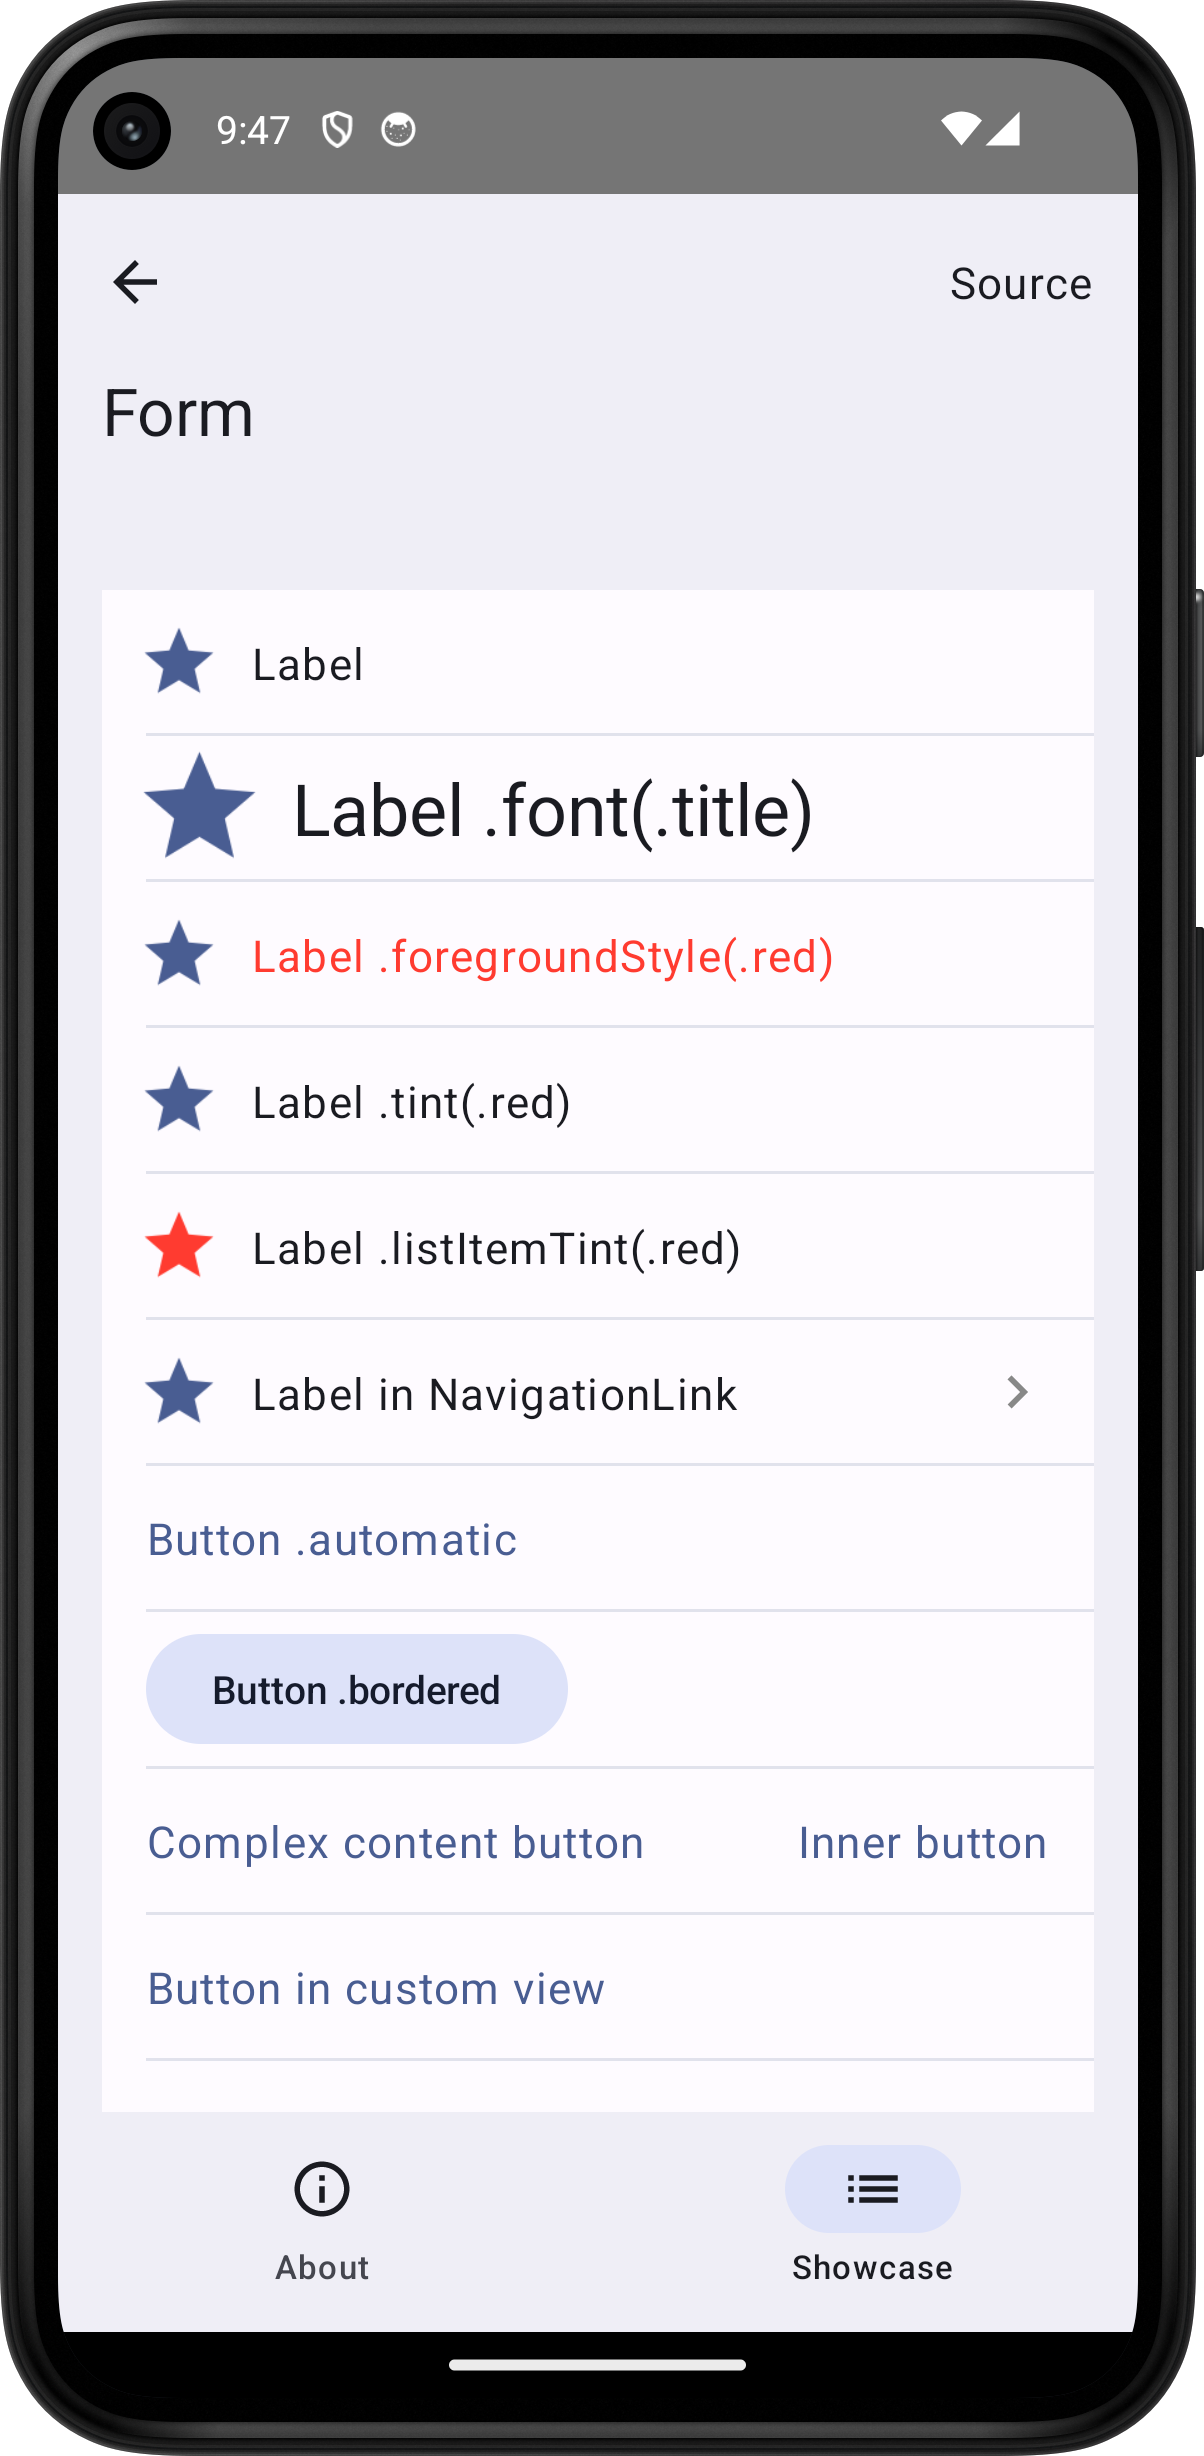 9:47
Source
Form
Label
Label .font(.title)
Label .foregroundStyle(.red)
Label .tint(.red)
Label .listItemTint(.red)
Label in NavigationLink
Button .automatic
Button .bordered
Complex content button Inner button
Button in custom view
About Showcase